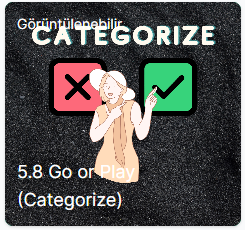 Görüntülenebilir
CATEGORIZE
5.8 Go or Play
(Categorize)